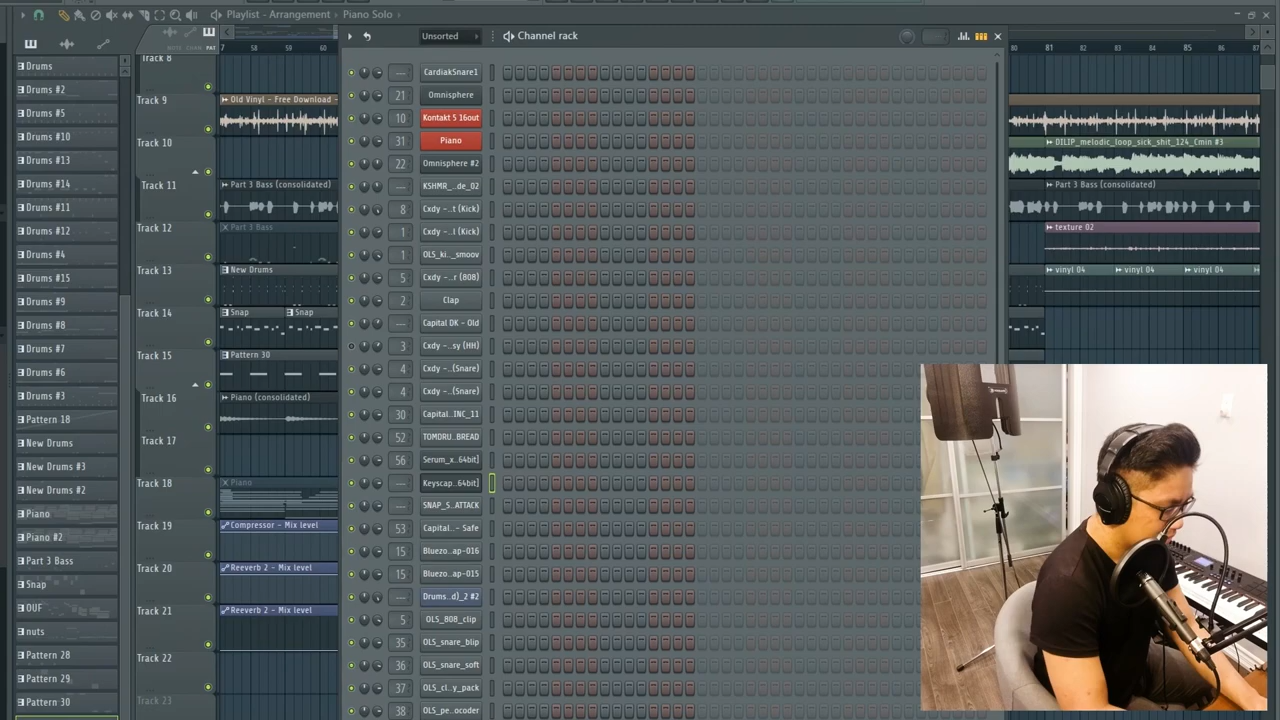 Playlist - Arrangement › Piano Solo ›
Unsorted
Channel rack
NOTE CHAN PAT
7 58 59 60
80 81 82 83 84 85 86 87
Drums
Drums #2
Drums #5
Drums #10
Drums #13
Drums #14
Drums #11
Drums #12
Drums #4
Drums #15
Drums #9
Drums #8
Drums #7
Drums #6
Drums #3
Pattern 18
New Drums
New Drums #3
New Drums #2
Piano
Piano #2
Part 3 Bass
Snap
OUF
nuts
Pattern 28
Pattern 29
Pattern 30
Track 8
Track 9
Track 10
Track 11
Track 12
Track 13
Track 14
Track 15
Track 16
Track 17
Track 18
Track 19
Track 20
Track 21
Track 22
Track 23
Old Vinyl - Free Download -
Part 3 Bass (consolidated)
Part 3 Bass
New Drums
Snap Snap
Pattern 30
Piano (consolidated)
Piano
Compressor - Mix level
Reeverb 2 - Mix level
Reeverb 2 - Mix level
--- CardiakSnare1
21 Omnisphere
10 Kontakt 5 16out
31 Piano
22 Omnisphere #2
--- KSHMR_..de_02
8 Cxdy -..t (Kick)
1 Cxdy -..l (Kick)
1 OLS_ki.._smoov
5 Cxdy -..r (808)
2 Clap
--- Capital DK - Old
3 Cxdy -..sy (HH)
4 Cxdy -..(Snare)
4 Cxdy -..(Snare)
30 Capital..INC_11
52 TOMDRU..BREAD
56 Serum_x..64bit]
--- Keyscap..64bit]
--- SNAP_S..ATTACK
53 Capital..- Safe
15 Bluezo..ap-016
15 Bluezo..ap-015
--- Drums..d)_2 #2
5 OLS_808_clip
35 OLS_snare_blip
36 OLS_snare_soft
37 OLS_cl..y_pack
38 OLS_pe..ocoder
DILIP_melodic_loop_sick_shit_124_Emin #3
Part 3 Bass (consolidated)
texture 02
vinyl 04 vinyl 04 vinyl 04